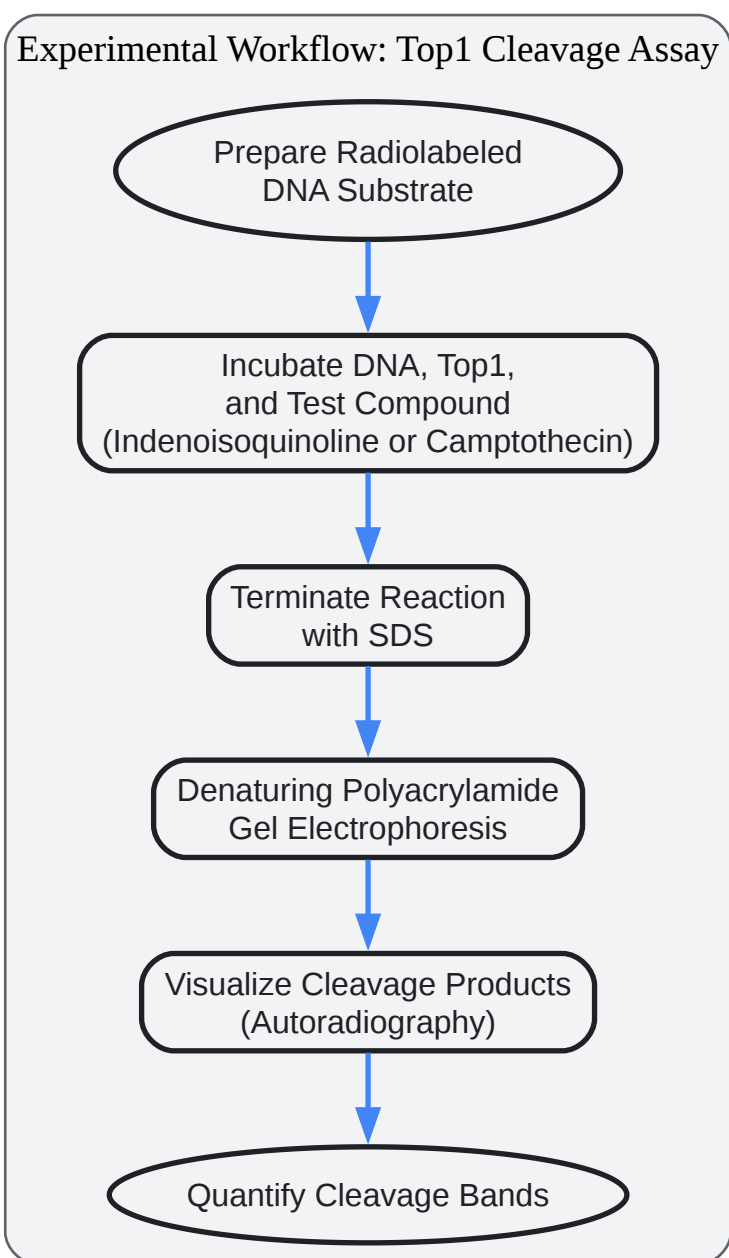 Experimental Workflow: Top1 Cleavage Assay
Prepare Radiolabeled
DNA Substrate
Incubate DNA, Top1,
and Test Compound
(Indenoisoquinoline or Camptothecin)
Terminate Reaction
with SDS
Denaturing Polyacrylamide
Gel Electrophoresis
Visualize Cleavage Products
(Autoradiography)
Quantify Cleavage Bands